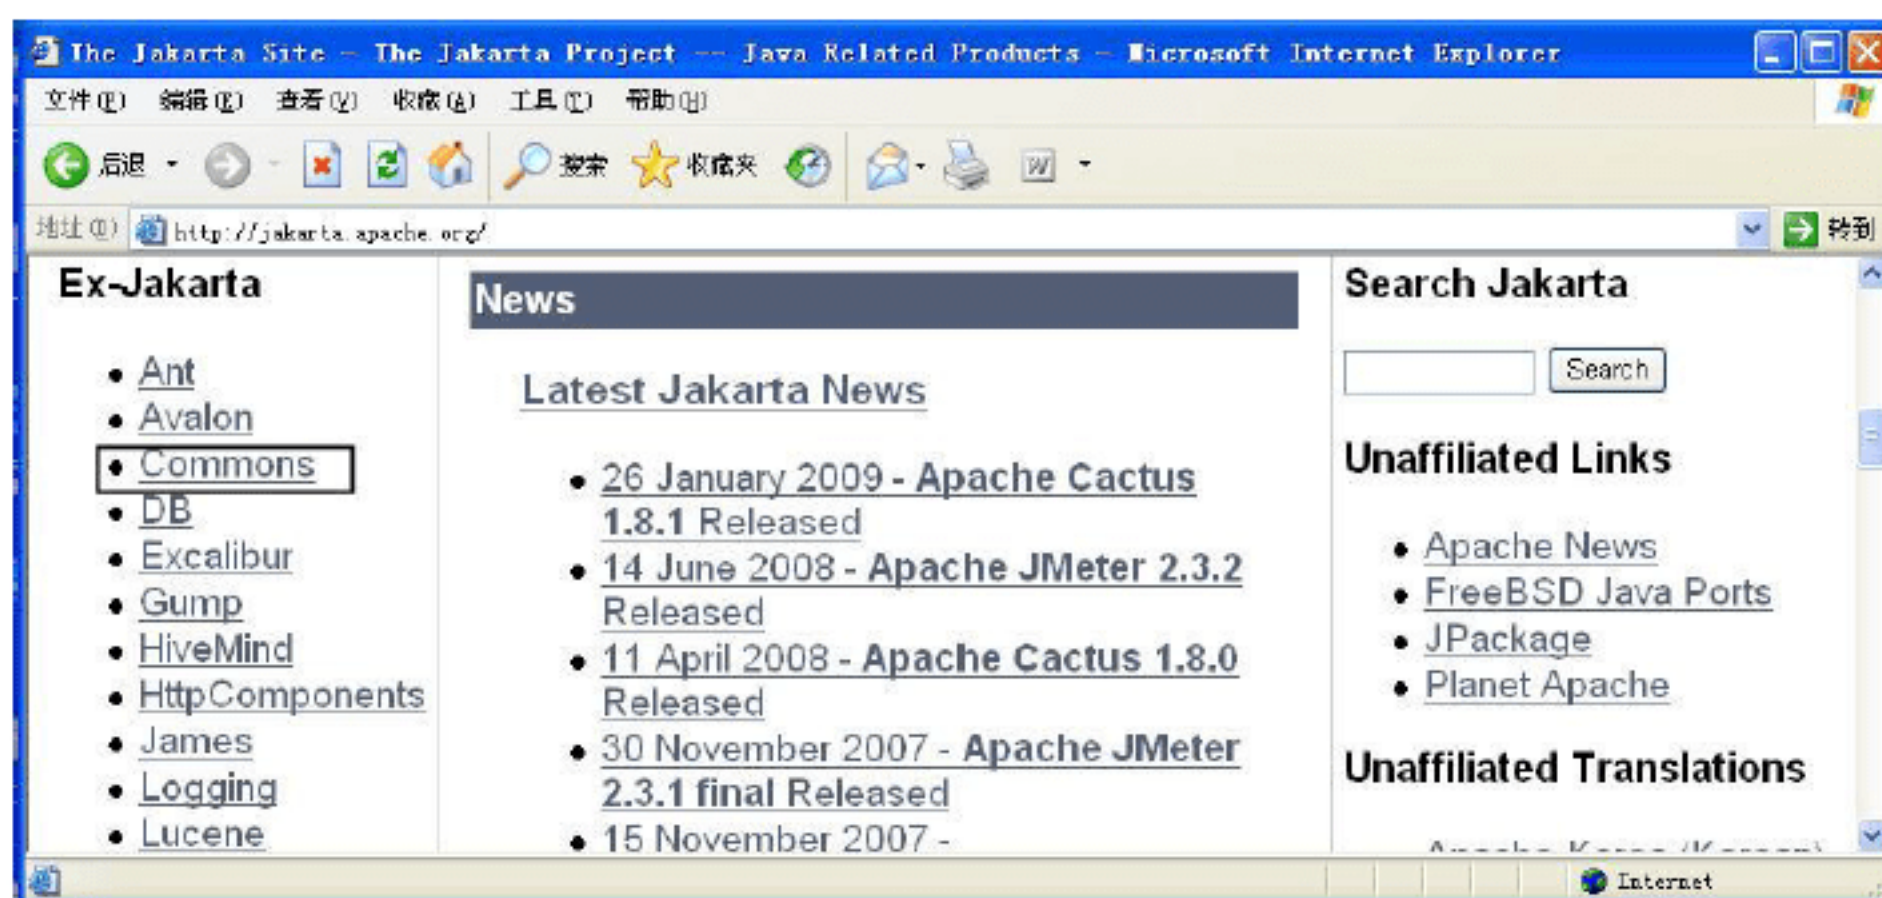 The Jakarta Site - The Jakarta Project -- Java Related Products - Microsoft Internet Explorer
文件(F) 编辑(E) 查看(V) 收藏(A) 工具(T) 帮助(H)
后退 搜索 收藏夹
地址(D) http://jakarta.apache.org/ 转到
Ex-Jakarta
Ant
Avalon
Commons
DB
Excalibur
Gump
HiveMind
HttpComponents
James
Logging
Lucene
News
Latest Jakarta News
26 January 2009 - Apache Cactus
1.8.1 Released
14 June 2008 - Apache JMeter 2.3.2
Released
11 April 2008 - Apache Cactus 1.8.0
Released
30 November 2007 - Apache JMeter
2.3.1 final Released
15 November 2007 -
Search Jakarta
Search
Unaffiliated Links
Apache News
FreeBSD Java Ports
JPackage
Planet Apache
Unaffiliated Translations
Internet